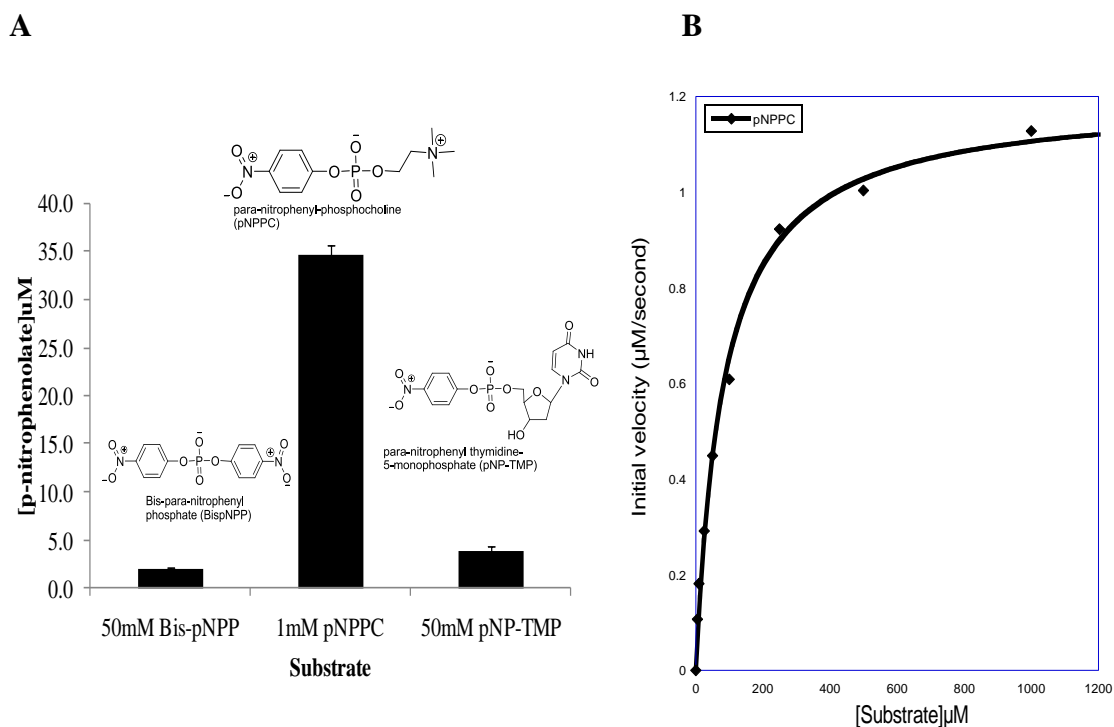 A
B
O⁻
O
N⁺
⁻O
O
P
O
O
N⁺
para-nitrophenyl-phosphocholine
(pNPPC)
40.0
35.0
30.0
25.0
20.0
15.0
10.0
5.0
0.0
[p-nitrophenolate]uM
O
N⁺
⁻O
O
O⁻
P
O
O
O
N
NH
O
O
HO
para-nitrophenyl thymidine-
5-monophosphate (pNP-TMP)
O
N⁺
⁻O
O
O⁻
P
O
O
N⁺
O
O⁻
Bis-para-nitrophenyl
phosphate (BispNPP)
50mM Bis-pNPP
1mM pNPPC
50mM pNP-TMP
Substrate
pNPPC
1.2
1
0.8
0.6
0.4
0.2
0
Initial velocity (µM/second)
0 200 400 600 800 1000 1200
[Substrate]µM